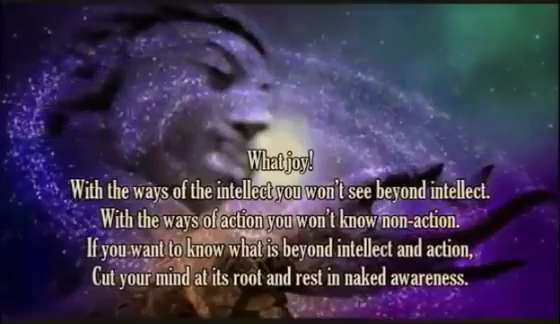 What joy!
With the ways of the intellect you won't see beyond intellect.
With the ways of action you won't know non-action.
If you want to know what is beyond intellect and action,
Cut your mind at its root and rest in naked awareness.